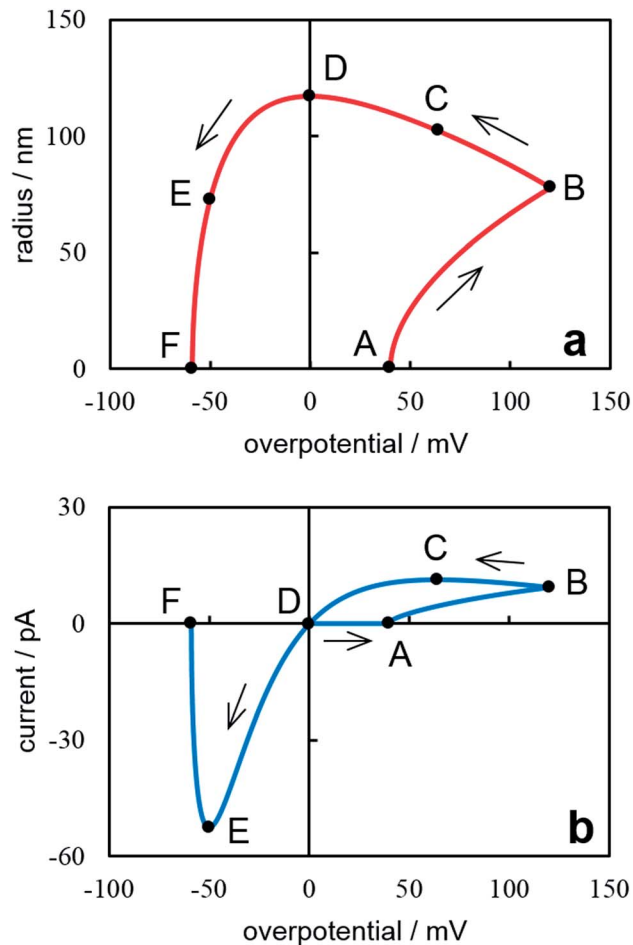 150
100
50
0
radius / nm
D
C
B
E
A
F
a
-100 -50 0 50 100 150
overpotential / mV
30
0
-30
-60
current / pA
C
B
F
D
A
E
b
-100 -50 0 50 100 150
overpotential / mV